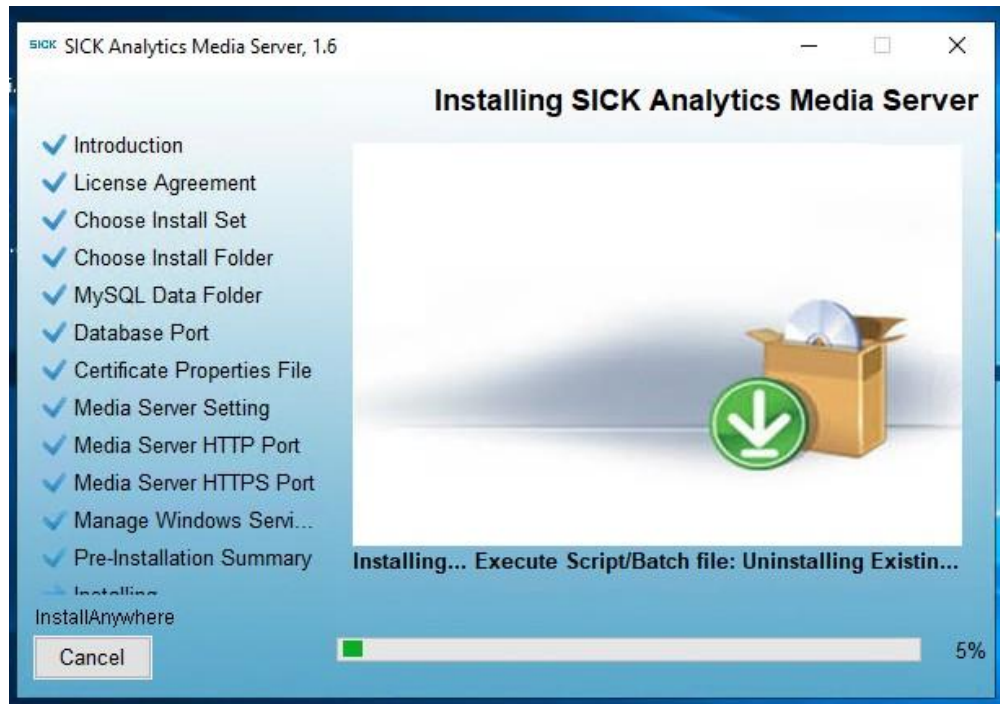 SICK SICK Analytics Media Server, 1.6
Installing SICK Analytics Media Server
Introduction
License Agreement
Choose Install Set
Choose Install Folder
MySQL Data Folder
Database Port
Certificate Properties File
Media Server Setting
Media Server HTTP Port
Media Server HTTPS Port
Manage Windows Servi...
Pre-Installation Summary
Installing...
Installing... Execute Script/Batch file: Uninstalling Existin...
InstallAnywhere
Cancel
5%